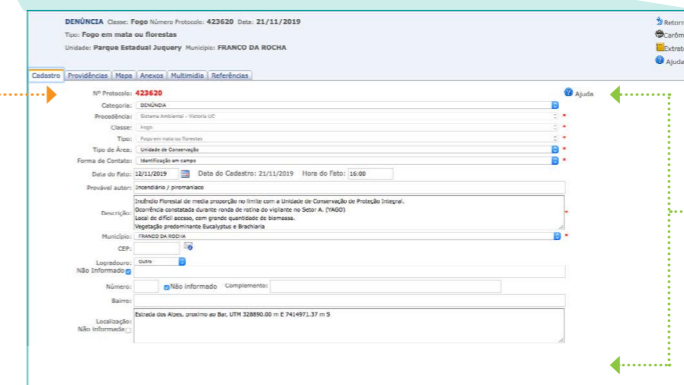 DENÚNCIA Classe: Fogo Número Protocolo: 423620 Data: 21/11/2019
Tipo: Fogo em mata ou florestas
Unidade: Parque Estadual Juquery Município: FRANCO DA ROCHA
Retorn
Carôm
Extrat
Ajuda
Cadastro Providências Mapa Anexos Multimidia Referências
Nº Protocolo: 423620
Ajuda
Categoria: DENÚNCIA
Procedência: Sistema Ambiental - Vistoria UC *
Classe: Fogo *
Tipo: Fogo em mata ou florestas *
Tipo de Área: Unidade de Conservação *
Forma de Contato: Identificação em campo *
Data do Fato: 12/11/2019 Data do Cadastro: 21/11/2019 Hora do Fato: 16:00
Provável autor: Incendiário / piromaníaco
Descrição: Incêndio Florestal de media proporção no limite com a Unidade de Conservação de Proteção Integral.
Ocorrência constatada durante ronda de rotina do vigilante no Setor A. (YAGO)
Local de difícil acesso, com grande quantidade de biomassa.
Vegetação predominante Eucalyptus e Brachiaria
*
Município: FRANCO DA ROCHA *
CEP:
Logradouro: Outro
Não Informado
Número: Não informado Complemento:
Bairro:
Localização: Estrada dos Alpes, proximo ao Bar, UTM 328890.00 m E 7414971.37 m S
Não informado